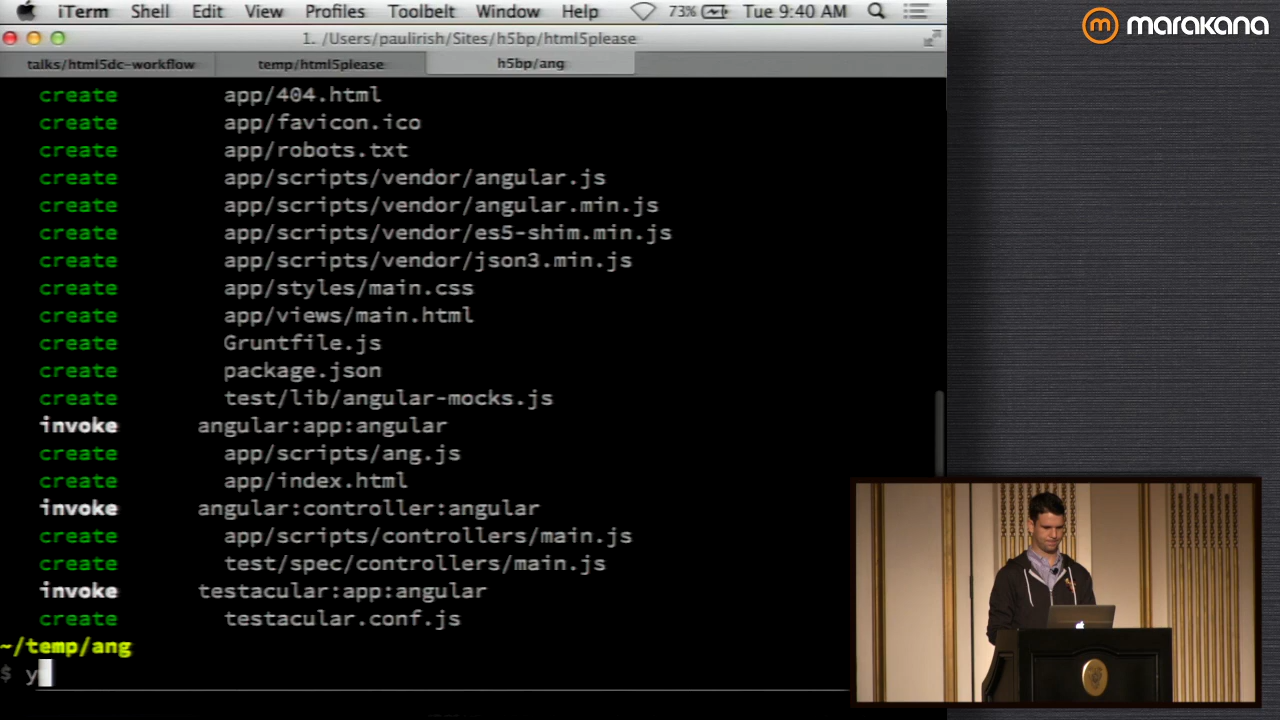 iTerm Shell Edit View Profiles Toolbelt Window Help 73% Tue 9:40 AM
1. /Users/paulirish/Sites/h5bp/html5please
talks/html5dc-workflow temp/html5please h5bp/ang
create app/404.html
create app/favicon.ico
create app/robots.txt
create app/scripts/vendor/angular.js
create app/scripts/vendor/angular.min.js
create app/scripts/vendor/es5-shim.min.js
create app/scripts/vendor/json3.min.js
create app/styles/main.css
create app/views/main.html
create Gruntfile.js
create package.json
create test/lib/angular-mocks.js
invoke angular:app:angular
create app/scripts/ang.js
create app/index.html
invoke angular:controller:angular
create app/scripts/controllers/main.js
create test/spec/controllers/main.js
invoke testacular:app:angular
create testacular.conf.js
~/temp/ang
$ y
marakana